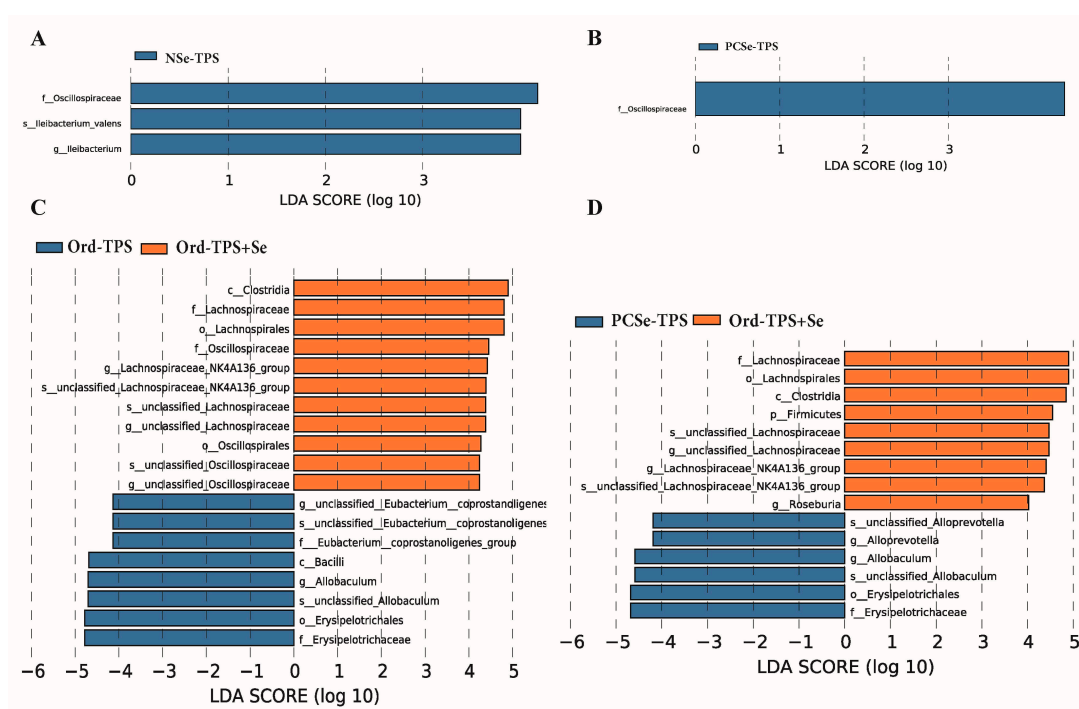 A
NSe-TPS
f__Oscillospiraceae
s__Ileibacterium_valens
g__Ileibacterium
0 1 2 3
LDA SCORE (log 10)
B
PCSe-TPS
f__Oscillospiraceae
0 1 2 3
LDA SCORE (log 10)
C
Ord-TPS Ord-TPS+Se
c__Clostridia
f__Lachnospiraceae
o__Lachnospirales
f__Oscillospiraceae
g__Lachnospiraceae_NK4A136_group
s__unclassified_Lachnospiraceae_NK4A136_group
s__unclassified_Lachnospiraceae
g__unclassified_Lachnospiraceae
o__Oscillospirales
s__unclassified_Oscillospiraceae
g__unclassified_Oscillospiraceae
g__unclassified__Eubacterium__coprostanoligenes
s__unclassified__Eubacterium__coprostanoligenes
f___Eubacterium__coprostanoligenes_group
c__Bacilli
g__Allobaculum
s__unclassified_Allobaculum
o__Erysipelotrichales
f__Erysipelotrichaceae
−6 −5 −4 −3 −2 −1 0 1 2 3 4 5
LDA SCORE (log 10)
D
PCSe-TPS Ord-TPS+Se
f__Lachnospiraceae
o__Lachnospirales
c__Clostridia
p__Firmicutes
s__unclassified_Lachnospiraceae
g__unclassified_Lachnospiraceae
g__Lachnospiraceae_NK4A136_group
s__unclassified_Lachnospiraceae_NK4A136_group
g__Roseburia
s__unclassified_Alloprevotella
g__Alloprevotella
g__Allobaculum
s__unclassified_Allobaculum
o__Erysipelotrichales
f__Erysipelotrichaceae
−6 −5 −4 −3 −2 −1 0 1 2 3 4 5
LDA SCORE (log 10)